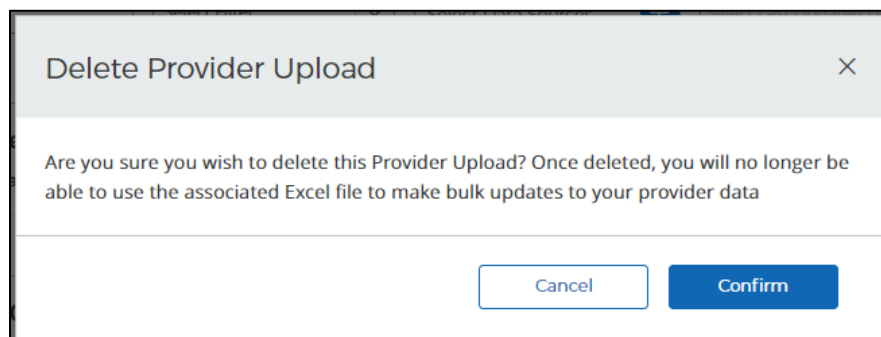 Delete Provider Upload
Are you sure you wish to delete this Provider Upload? Once deleted, you will no longer be
able to use the associated Excel file to make bulk updates to your provider data
Cancel
Confirm